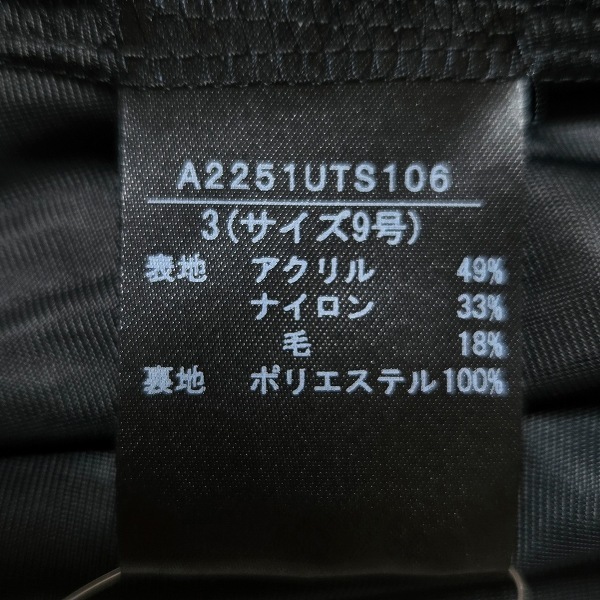 A2251UTS106
3(サイズ9号)
表地 アクリル 49%
ナイロン 33%
毛 18%
裏地 ポリエステル100%